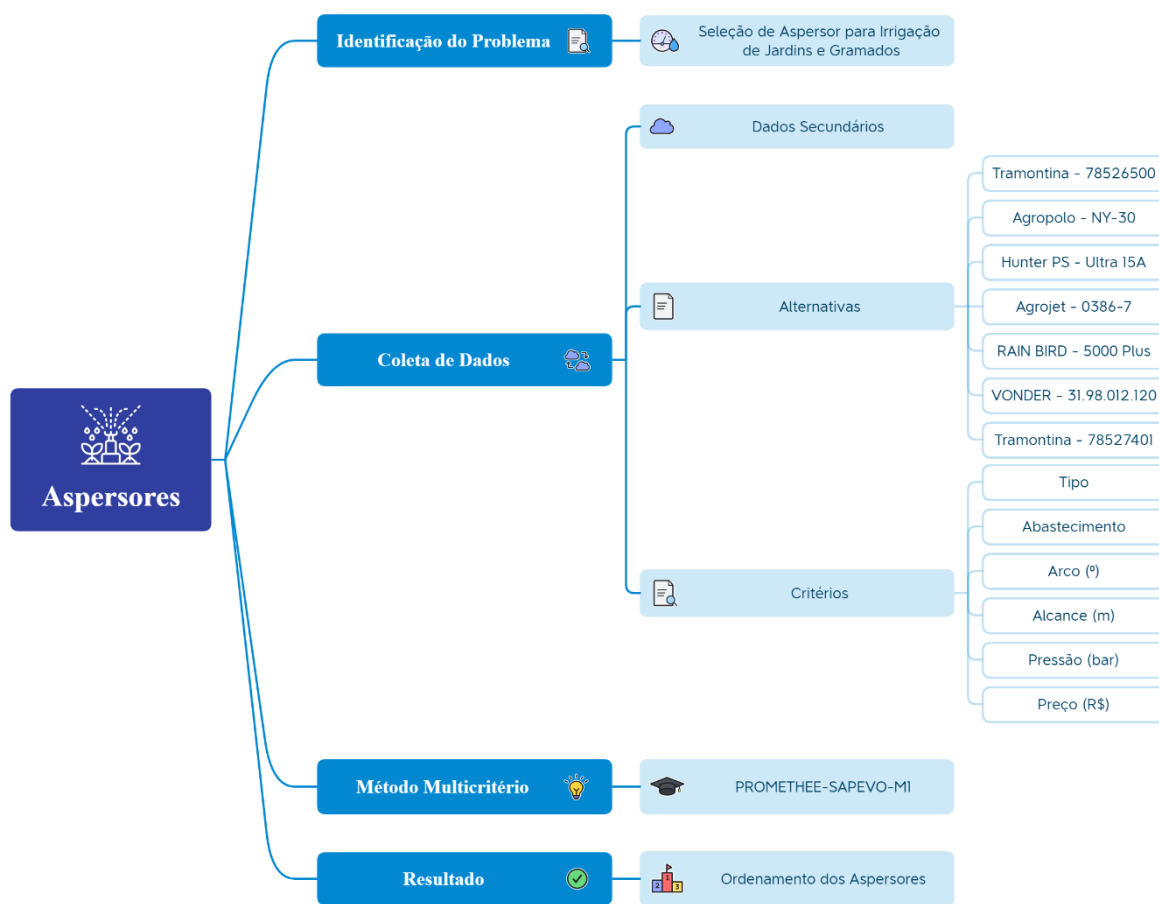 Aspersores
Identificação do Problema
Seleção de Aspersor para Irrigação
de Jardins e Gramados
Coleta de Dados
Dados Secundários
Alternativas
Tramontina - 78526500
Agropolo - NY-30
Hunter PS - Ultra 15A
Agrojet - 0386-7
RAIN BIRD - 5000 Plus
VONDER - 31.98.012.120
Tramontina - 78527401
Critérios
Tipo
Abastecimento
Arco (º)
Alcance (m)
Pressão (bar)
Preço (R$)
Método Multicritério
PROMETHEE-SAPEVO-M1
Resultado
1
2
3
Ordenamento dos Aspersores